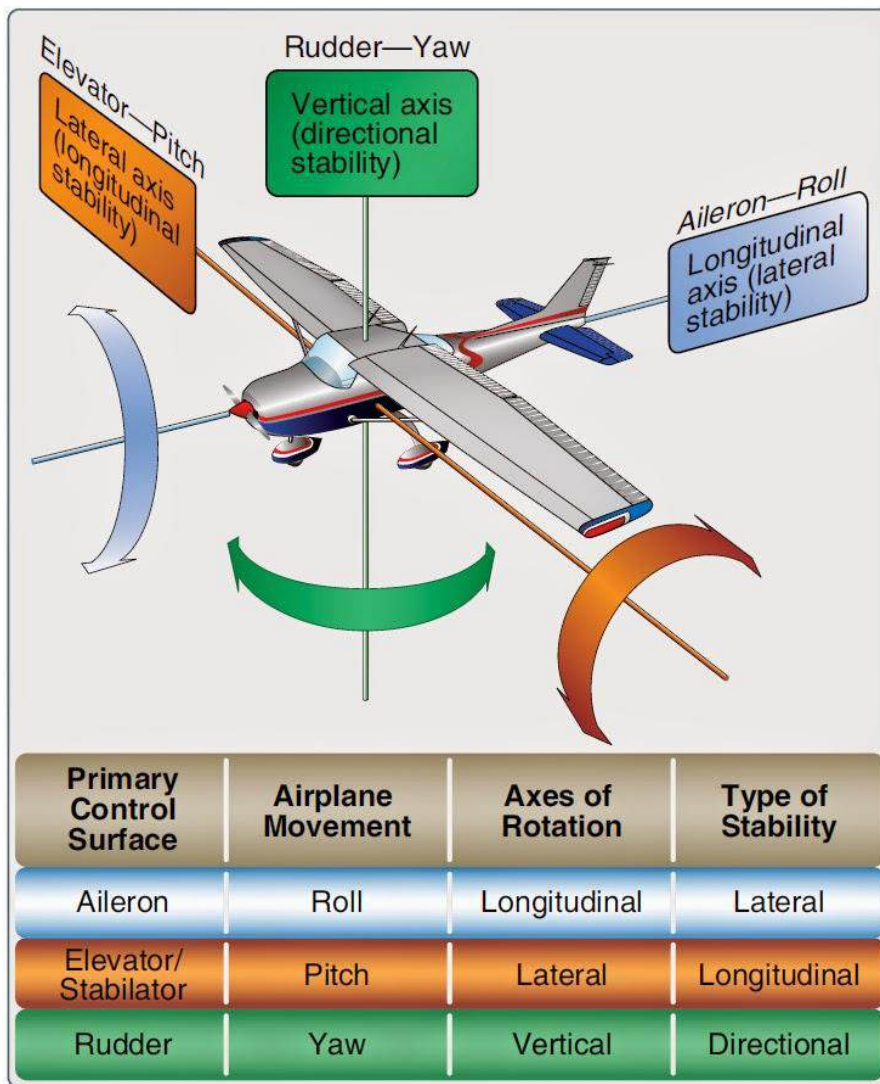 Elevator—Pitch
Lateral axis
(longitudinal
stability)
Rudder—Yaw
Vertical axis
(directional
stability)
Aileron—Roll
Longitudinal
axis (lateral
stability)
Primary
Control
Surface
Airplane
Movement
Axes of
Rotation
Type of
Stability
Aileron
Roll
Longitudinal
Lateral
Elevator/
Stabilator
Pitch
Lateral
Longitudinal
Rudder
Yaw
Vertical
Directional